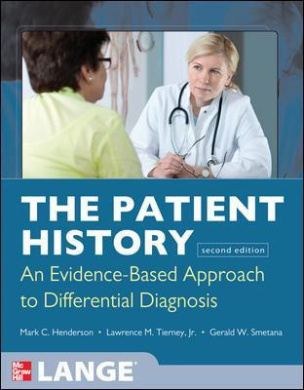 THE PATIENT
HISTORY second edition
An Evidence-Based Approach
to Differential Diagnosis
Mark C. Henderson • Lawrence M. Tierney, Jr. • Gerald W. Smetana
Mc
Graw
Hill
LANGE®